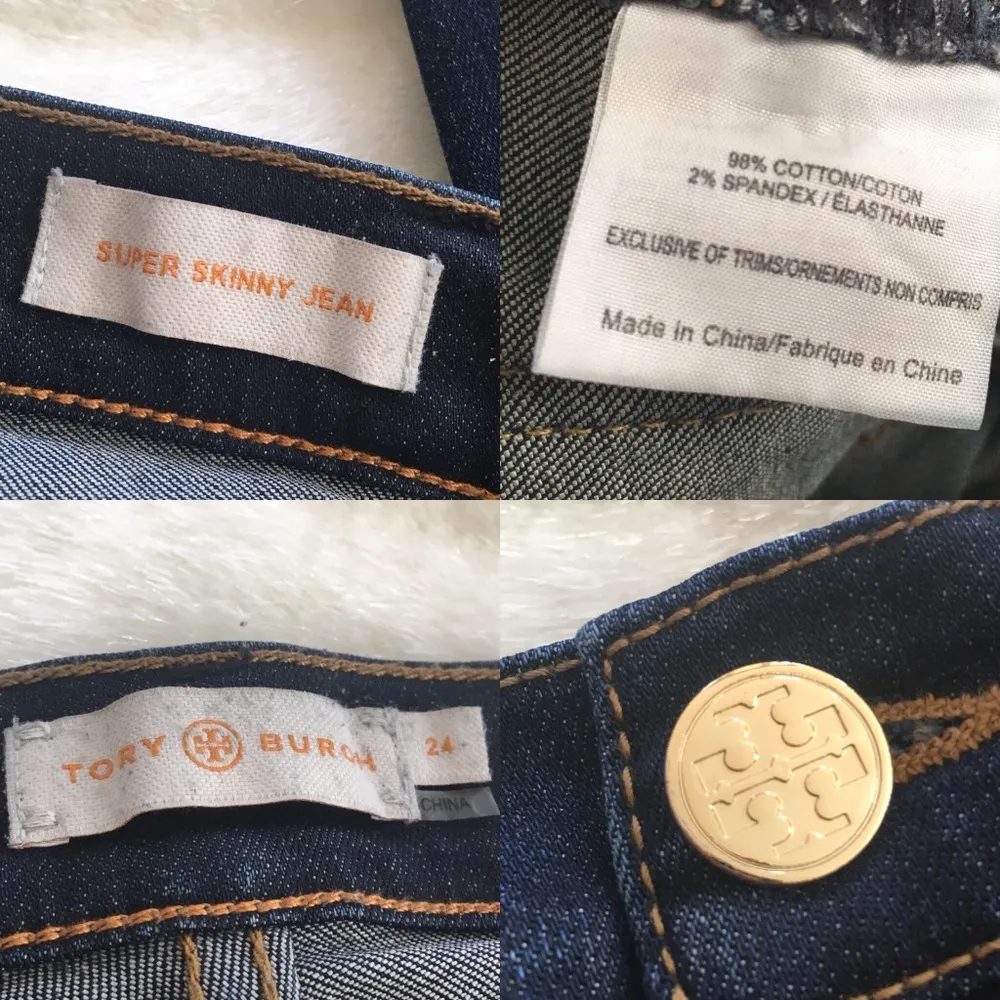 SUPER SKINNY JEAN
98% COTTON/COTON
2% SPANDEX / ÉLASTHANNE
EXCLUSIVE OF TRIMS/ORNEMENTS NON COMPRIS
Made in China/Fabrique en Chine
TORY BURCH
24
CHINA